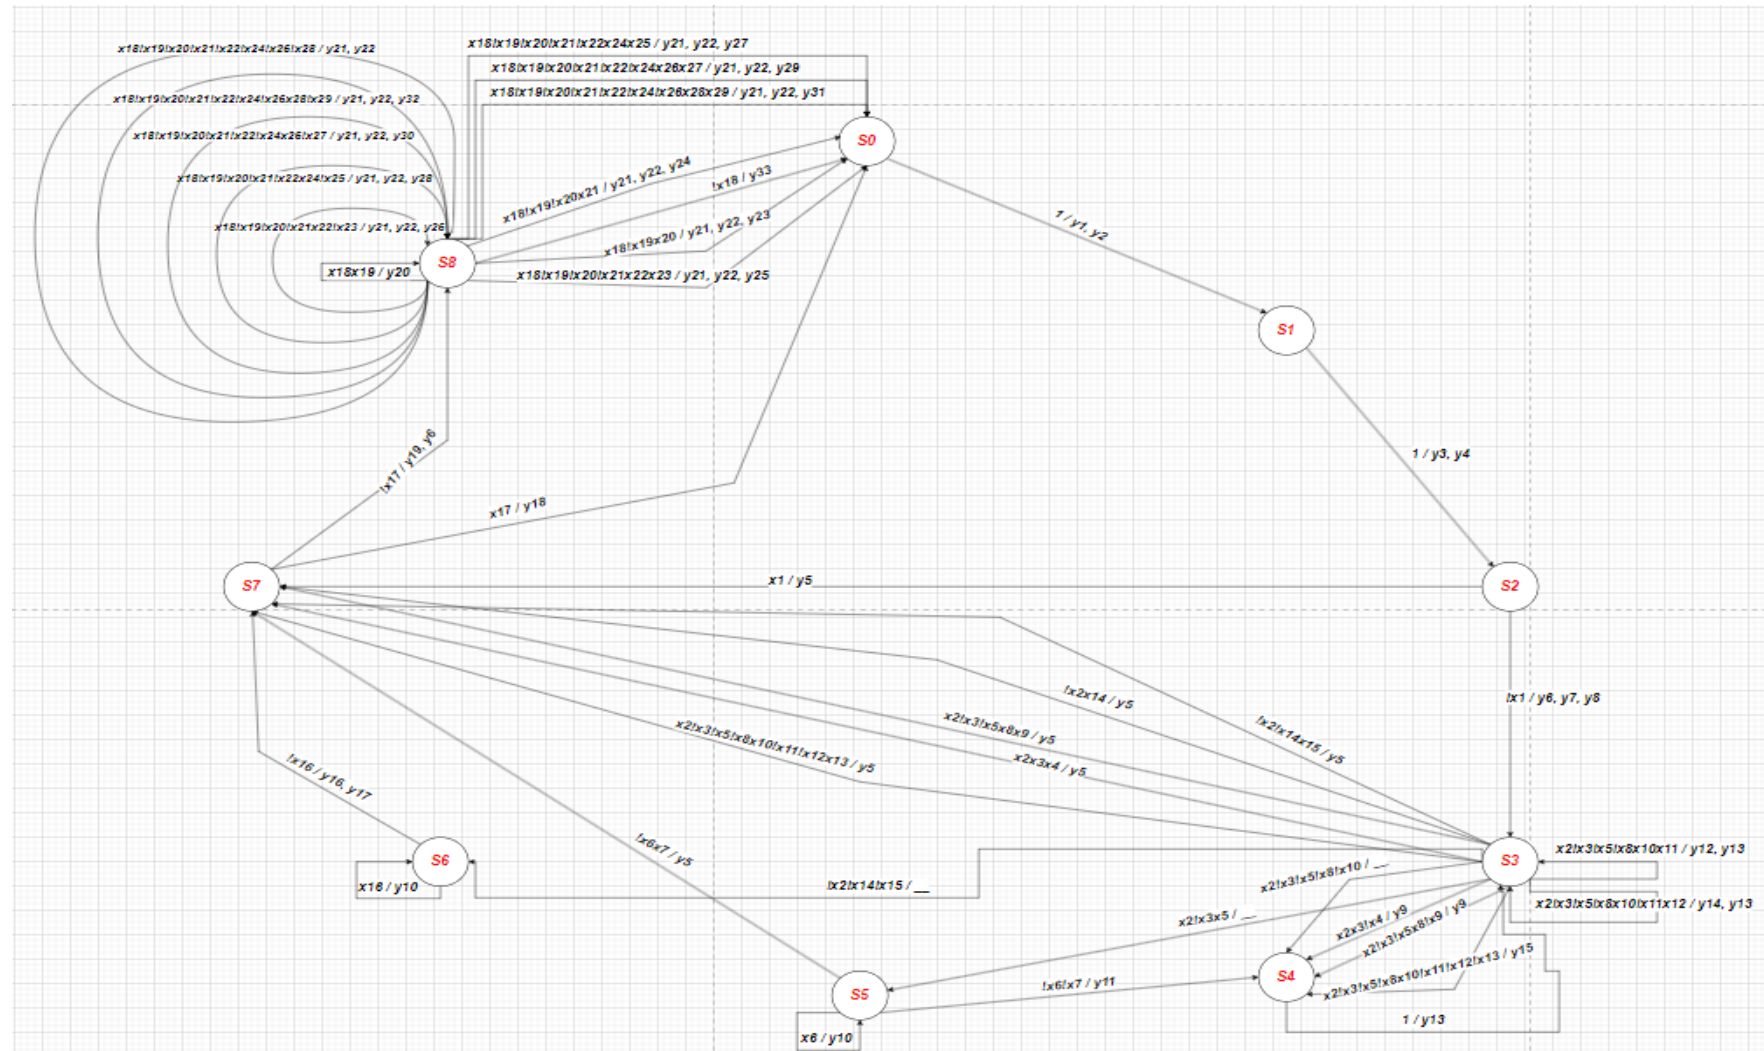 x18!x19!x20!x21!x22!x24!x26!x28 / y21, y22
x18!x19!x20!x21!x22x24x25 / y21, y22, y27
x18!x19!x20!x21!x22!x24x26x27 / y21, y22, y29
x18!x19!x20!x21!x22!x24!x26x28x29 / y21, y22, y31
x18!x19!x20!x21!x22!x24!x26x28!x29 / y21, y22, y32
x18!x19!x20!x21!x22!x24x26!x27 / y21, y22, y30
x18!x19!x20!x21!x22x24!x25 / y21, y22, y28
x18!x19!x20!x21x22!x23 / y21, y22, y26
x18x19 / y20
S8
S0
x18!x19!x20x21 / y21, y22, y24
!x18 / y33
x18!x19x20 / y21, y22, y23
x18!x19!x20!x21x22x23 / y21, y22, y25
1 / y1, y2
S1
1 / y3, y4
!x17 / y19, y6
x17 / y18
S7
x1 / y5
S2
!x1 / y6, y7, y8
!x2x14 / y5
!x2!x14x15 / y5
x2!x3!x5x8x9 / y5
x2x3x4 / y5
x2!x3!x5!x8x10!x11!x12x13 / y5
!x16 / y16, y17
!x6x7 / y5
S6
x16 / y10
!x2!x14!x15 / __
S3
x2!x3!x5!x8x10x11 / y12, y13
x2!x3!x5!x8x10!x11x12 / y14, y13
x2!x3!x5!x8!x10 / __
x2!x3x5 / __
x2x3!x4 / y9
x2!x3!x5x8!x9 / y9
x2!x3!x5!x8x10!x11!x12!x13 / y15
S4
1 / y13
S5
!x6!x7 / y11
x6 / y10